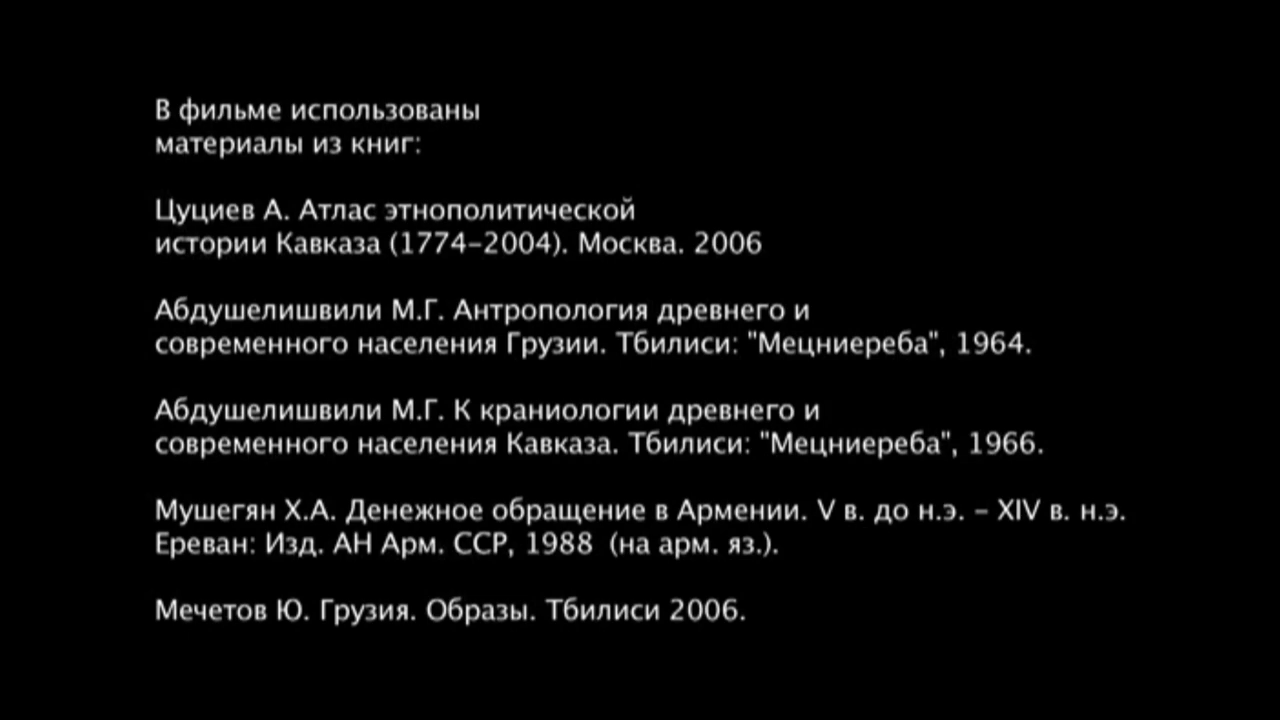 В фильме использованы
материалы из книг:
Цуциев А. Атлас этнополитической
истории Кавказа (1774–2004). Москва. 2006
Абдушелишвили М.Г. Антропология древнего и
современного населения Грузии. Тбилиси: "Мецниереба", 1964.
Абдушелишвили М.Г. К краниологии древнего и
современного населения Кавказа. Тбилиси: "Мецниереба", 1966.
Мушегян Х.А. Денежное обращение в Армении. V в. до н.э. – XIV в. н.э.
Ереван: Изд. АН Арм. ССР, 1988 (на арм. яз.).
Мечетов Ю. Грузия. Образы. Тбилиси 2006.